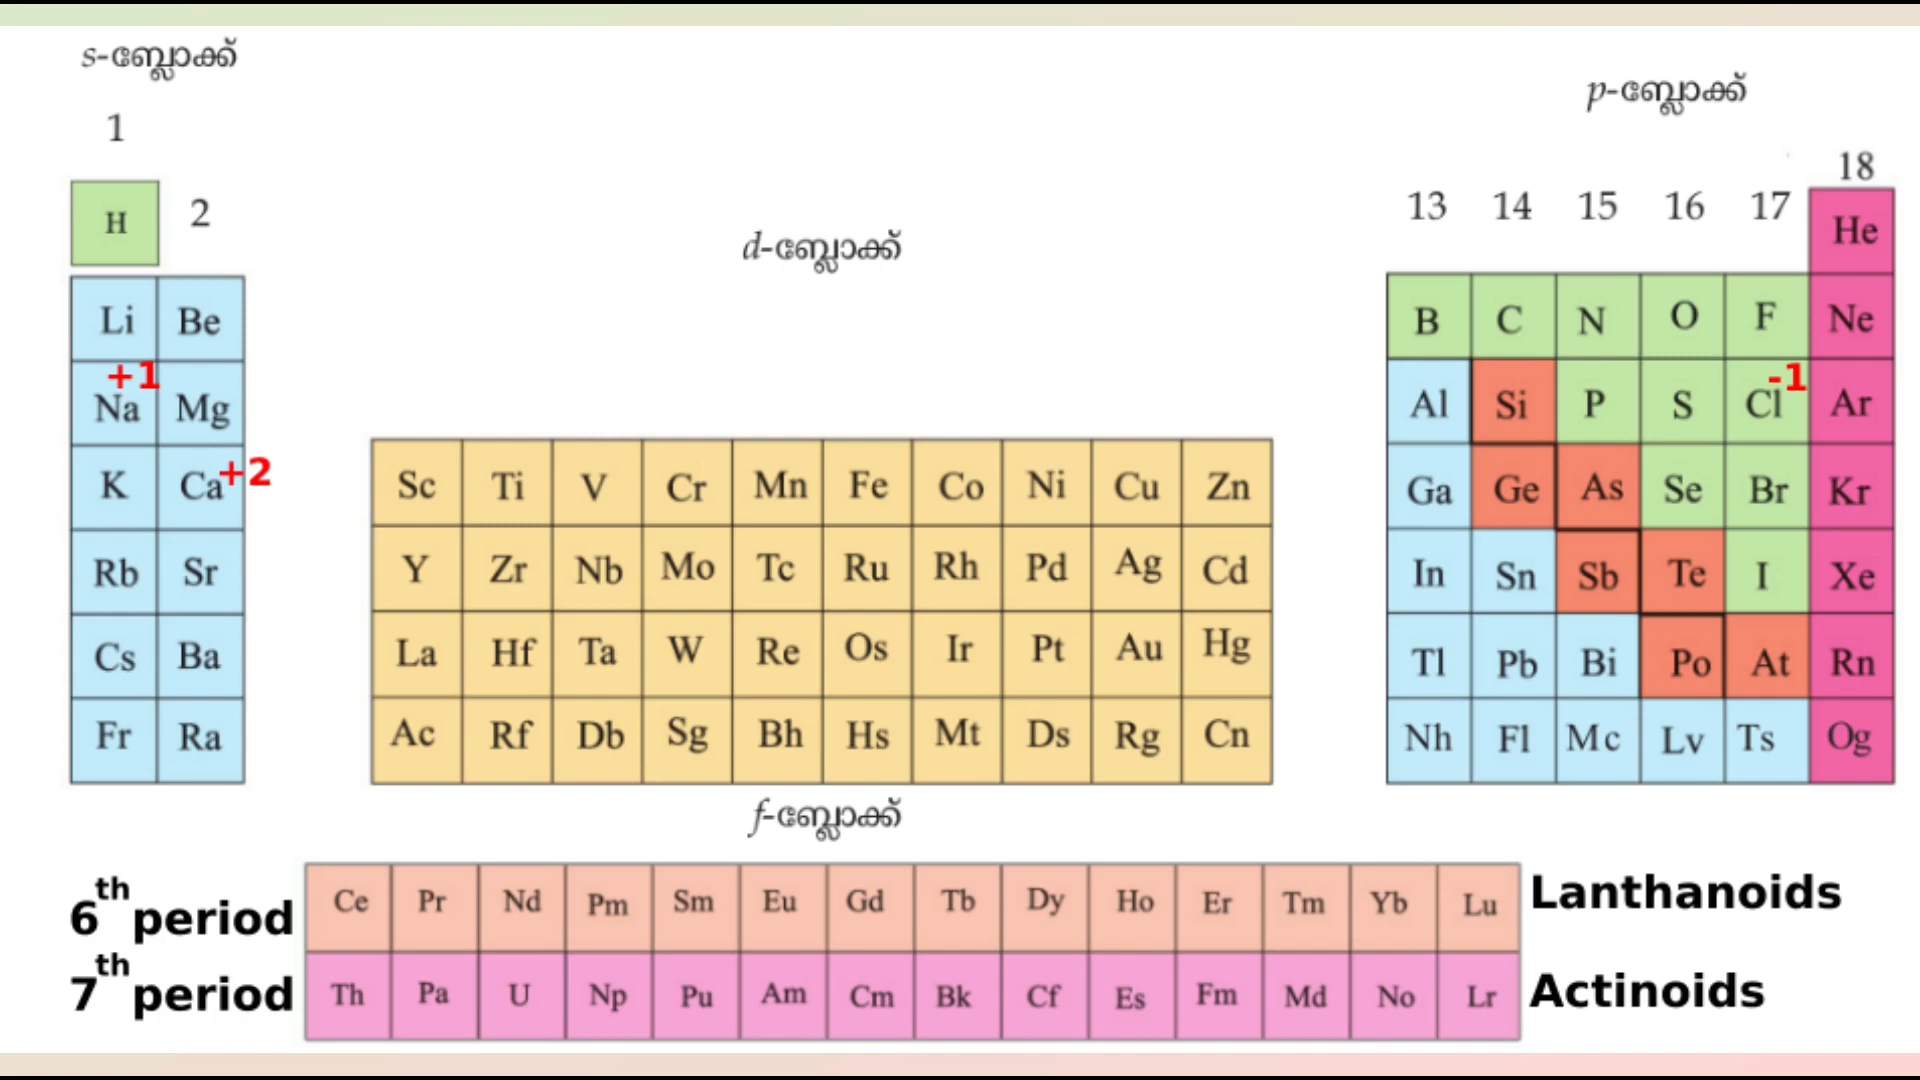 s-ബ്ലോക്ക്
p-ബ്ലോക്ക്
1
18
H 2 13 14 15 16 17 He
d-ബ്ലോക്ക്
Li Be B C N O F Ne
+1 -1
Na Mg Al Si P S Cl Ar
+2
K Ca Sc Ti V Cr Mn Fe Co Ni Cu Zn Ga Ge As Se Br Kr
Rb Sr Y Zr Nb Mo Tc Ru Rh Pd Ag Cd In Sn Sb Te I Xe
Cs Ba La Hf Ta W Re Os Ir Pt Au Hg Tl Pb Bi Po At Rn
Fr Ra Ac Rf Db Sg Bh Hs Mt Ds Rg Cn Nh Fl Mc Lv Ts Og
f-ബ്ലോക്ക്
6th period Ce Pr Nd Pm Sm Eu Gd Tb Dy Ho Er Tm Yb Lu Lanthanoids
7th period Th Pa U Np Pu Am Cm Bk Cf Es Fm Md No Lr Actinoids